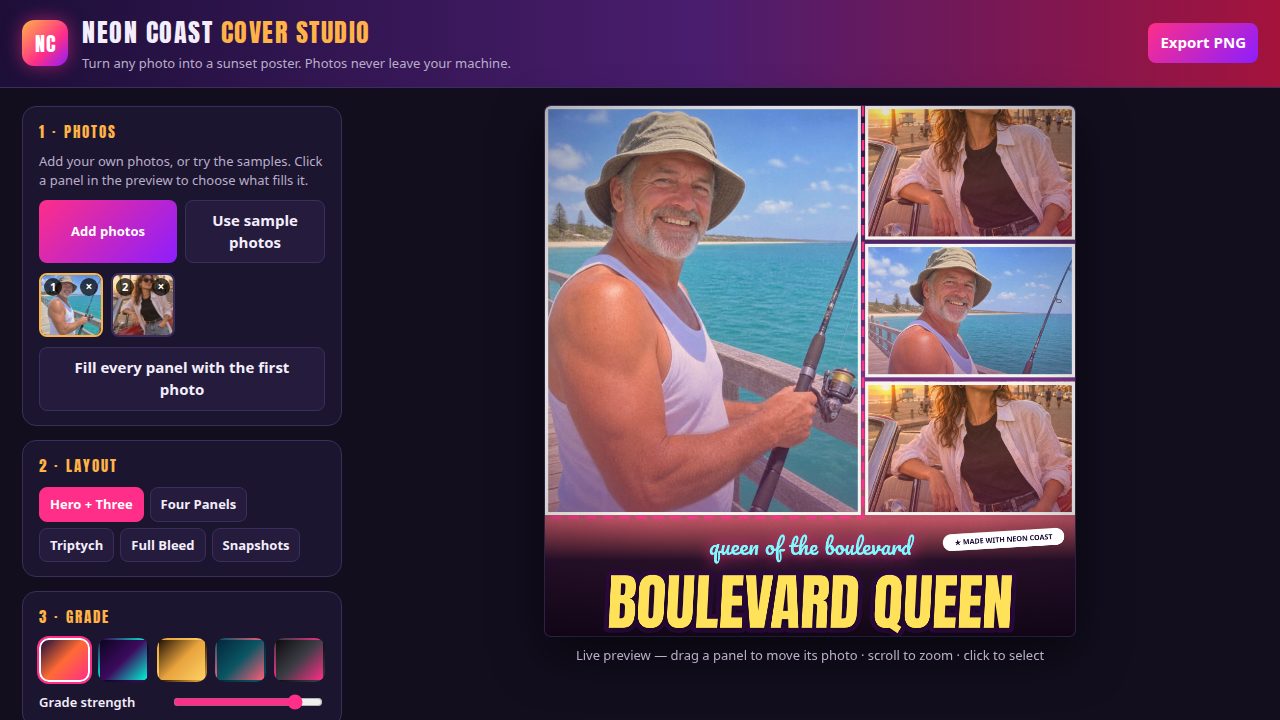 NC
NEON COAST COVER STUDIO
Turn any photo into a sunset poster. Photos never leave your machine.
Export PNG
1 · PHOTOS
Add your own photos, or try the samples. Click
a panel in the preview to choose what fills it.
Add photos
Use sample
photos
1 ×
2 ×
Fill every panel with the first
photo
2 · LAYOUT
Hero + Three
Four Panels
Triptych
Full Bleed
Snapshots
3 · GRADE
Grade strength
queen of the boulevard
★ MADE WITH NEON COAST
BOULEVARD QUEEN
Live preview — drag a panel to move its photo · scroll to zoom · click to select